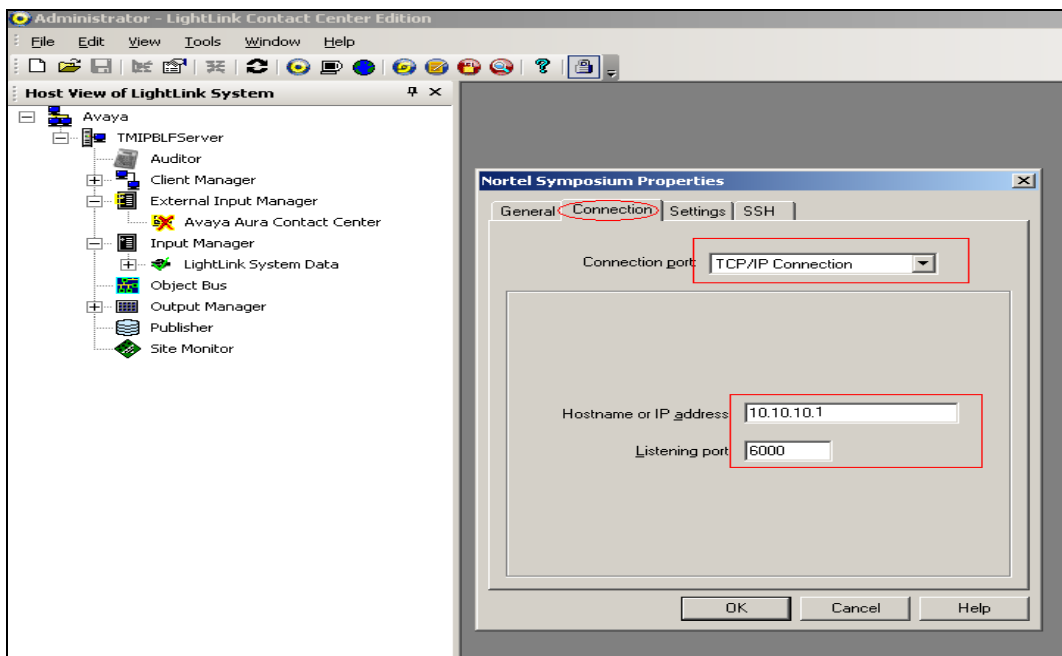 Administrator - LightLink Contact Center Edition
File Edit View Tools Window Help
Host View of LightLink System
Avaya
TMIPBLFServer
Auditor
Client Manager
External Input Manager
Avaya Aura Contact Center
Input Manager
LightLink System Data
Object Bus
Output Manager
Publisher
Site Monitor
Nortel Symposium Properties
General Connection Settings SSH
Connection port: TCP/IP Connection
Hostname or IP address 10.10.10.1
Listening port 6000
OK Cancel Help